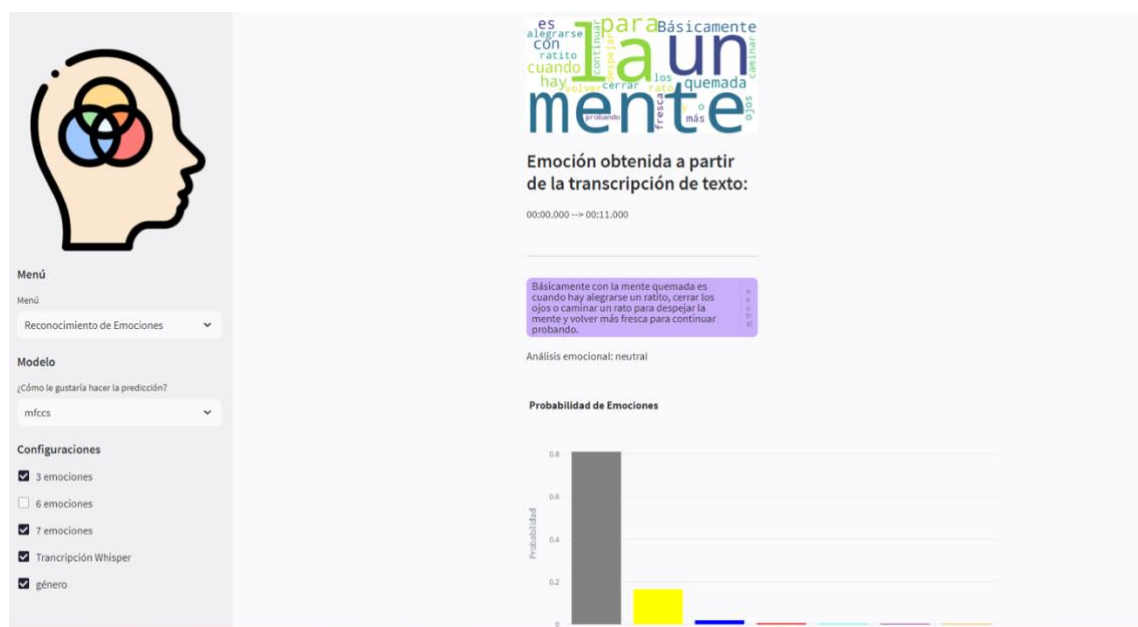 Menú
Menú
Reconocimiento de Emociones
Modelo
¿Cómo le gustaría hacer la predicción?
mfccs
Configuraciones
3 emociones
6 emociones
7 emociones
Trancripción Whisper
género
es
para
Básicamente
alegrarse
con
continuar
despejar
la
un
caminar
ratito
cuando
los
hay
volver
cerrar
rato
quemada
mente
probando
fresca
y
o
más
ojos
Emoción obtenida a partir
de la transcripción de texto:
00:00.000 --> 00:11.000
Básicamente con la mente quemada es
cuando hay alegrarse un ratito, cerrar los
ojos o caminar un rato para despejar la
mente y volver más fresca para continuar
probando.
Análisis emocional: neutral
Probabilidad de Emociones
0.8
0.6
0.4
0.2
0
Probabilidad